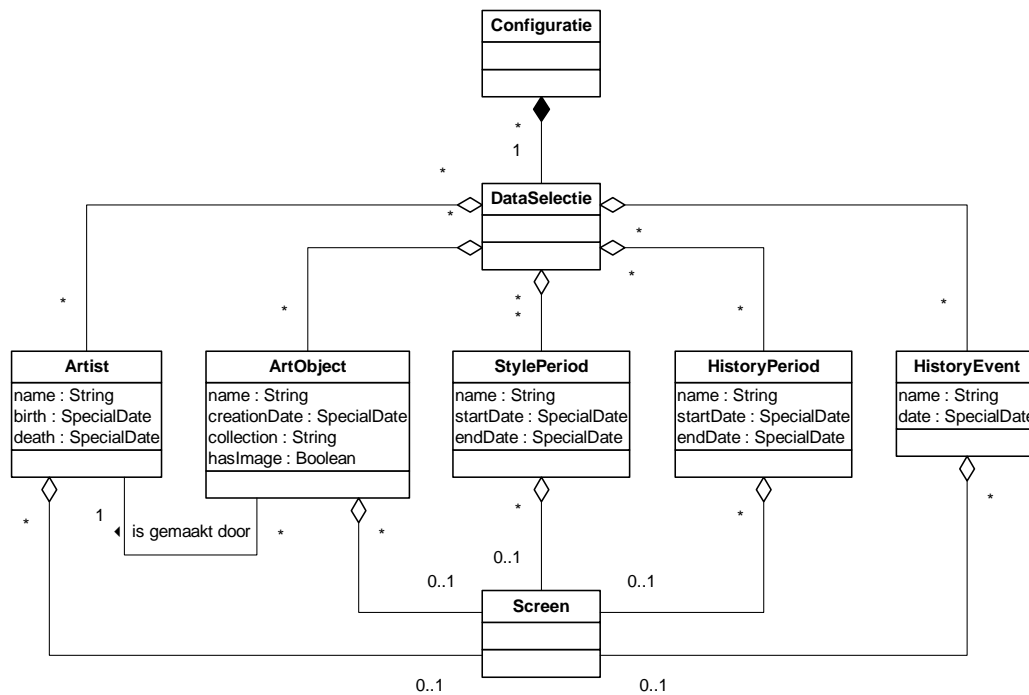 Configuratie
*
1
*
DataSelectie
*
*
*
*
*
*
*
*
*
Artist
name : String
birth : SpecialDate
death : SpecialDate
ArtObject
name : String
creationDate : SpecialDate
collection : String
hasImage : Boolean
StylePeriod
name : String
startDate : SpecialDate
endDate : SpecialDate
HistoryPeriod
name : String
startDate : SpecialDate
endDate : SpecialDate
HistoryEvent
name : String
date : SpecialDate
*
1
is gemaakt door
*
*
*
*
*
0..1
0..1
0..1
Screen
0..1
0..1